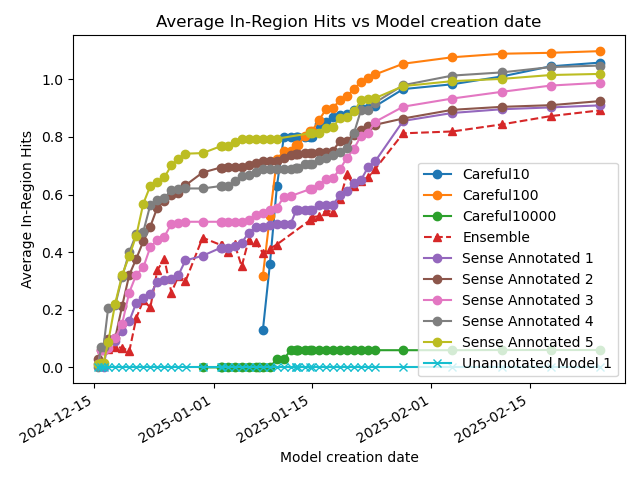 Average In-Region Hits vs Model creation date
Average In-Region Hits
1.0
0.8
0.6
0.4
0.2
0.0
2024-12-15
2025-01-01
2025-01-15
2025-02-01
2025-02-15
Model creation date
Careful10
Careful100
Careful10000
Ensemble
Sense Annotated 1
Sense Annotated 2
Sense Annotated 3
Sense Annotated 4
Sense Annotated 5
Unannotated Model 1